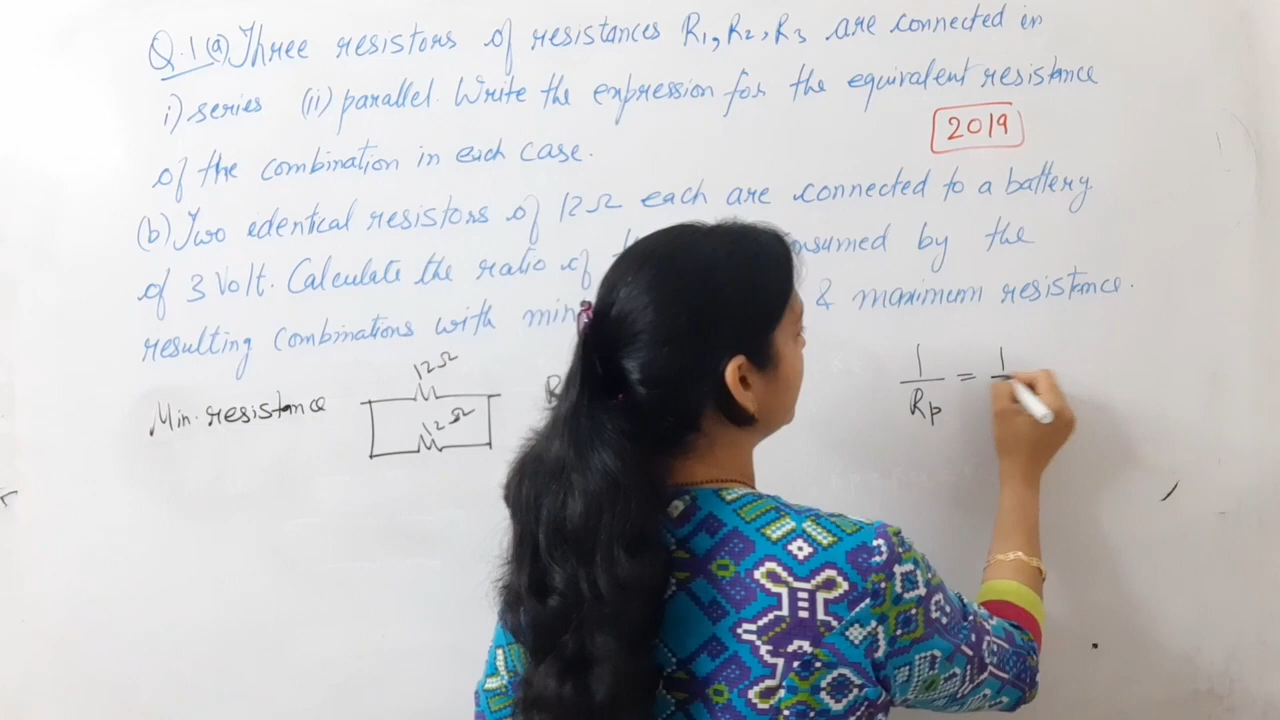 Q.1(a) Three resistors of resistances R1, R2, R3 are connected in
i) series (ii) parallel. Write the expression for the equivalent resistance
of the combination in each case.
2019
(b) Two identical resistors of 12Ω each are connected to a battery
of 3 Volt. Calculate the ratio of by the
resulting combinations with & maximum resistance.
Min. resistance
12Ω
12Ω
1/Rp = 1